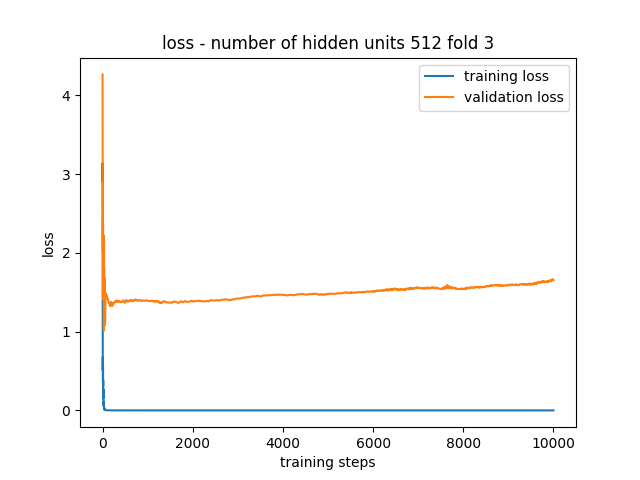 loss - number of hidden units 512 fold 3
training loss
validation loss
4
3
2
1
0
loss
0 2000 4000 6000 8000 10000
training steps